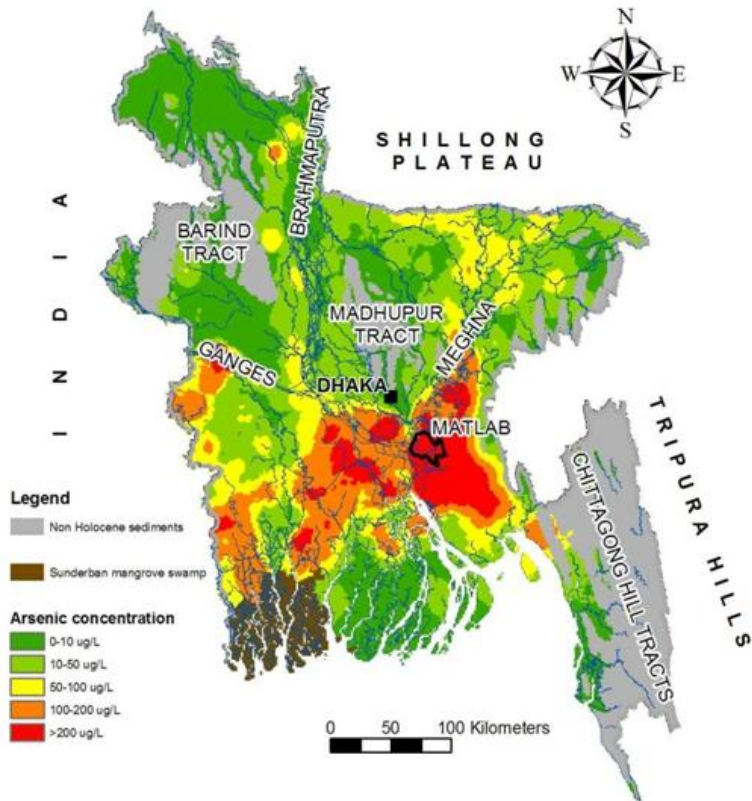 N
W
E
S
SHILLONG
PLATEAU
BRAHMAPUTRA
BARIND
TRACT
INDIA
MADHUPUR
TRACT
MEGHNA
GANGES
DHAKA
MATLAB
TRIPURA HILLS
CHITTAGONG HILL TRACTS
Legend
Non Holocene sediments
Sunderban mangrove swamp
Arsenic concentration
0-10 ug/L
10-50 ug/L
50-100 ug/L
100-200 ug/L
>200 ug/L
0 50 100 Kilometers